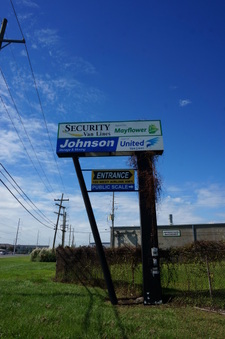 SECURITY
VAN LINES
Mayflower
Johnson
United
ENTRANCE
PUBLIC SCALE